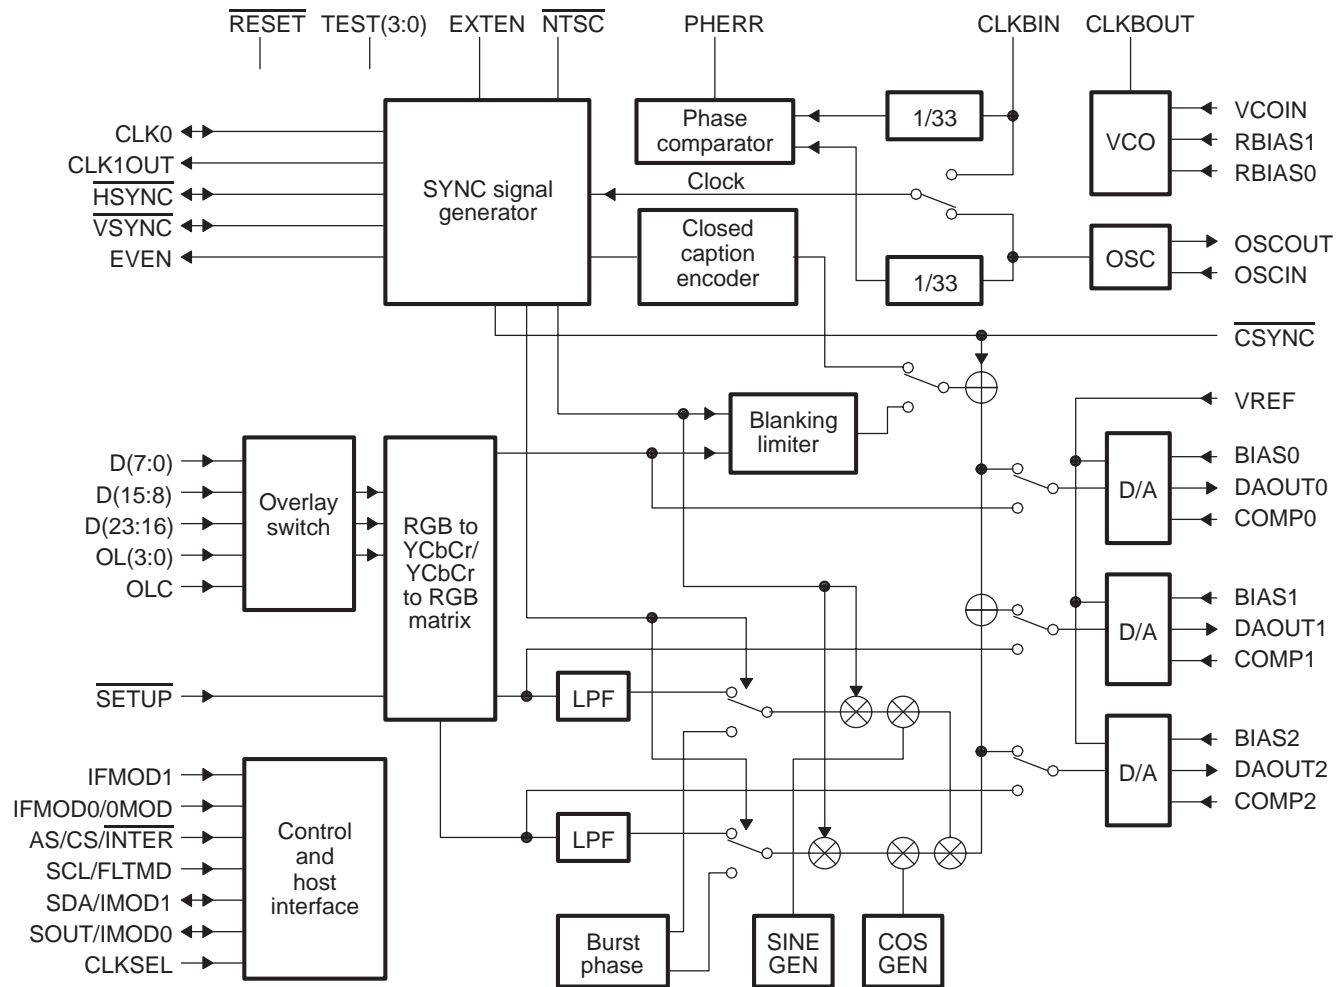 RESET TEST(3:0) EXTEN NTSC PHERR CLKBIN CLKBOUT
CLK0
CLK1OUT
HSYNC
VSYNC
EVEN
SYNC signal
generator
Phase
comparator
1/33
Clock
Closed
caption
encoder
1/33
VCO
VCOIN
RBIAS1
RBIAS0
OSC
OSCOUT
OSCIN
CSYNC
VREF
Blanking
limiter
D(7:0)
D(15:8)
D(23:16)
OL(3:0)
OLC
Overlay
switch
RGB to
YCbCr/
YCbCr
to RGB
matrix
D/A
BIAS0
DAOUT0
COMP0
D/A
BIAS1
DAOUT1
COMP1
SETUP
LPF
D/A
BIAS2
DAOUT2
COMP2
IFMOD1
IFMOD0/0MOD
AS/CS/INTER
SCL/FLTMD
SDA/IMOD1
SOUT/IMOD0
CLKSEL
Control
and
host
interface
LPF
Burst
phase
SINE
GEN
COS
GEN